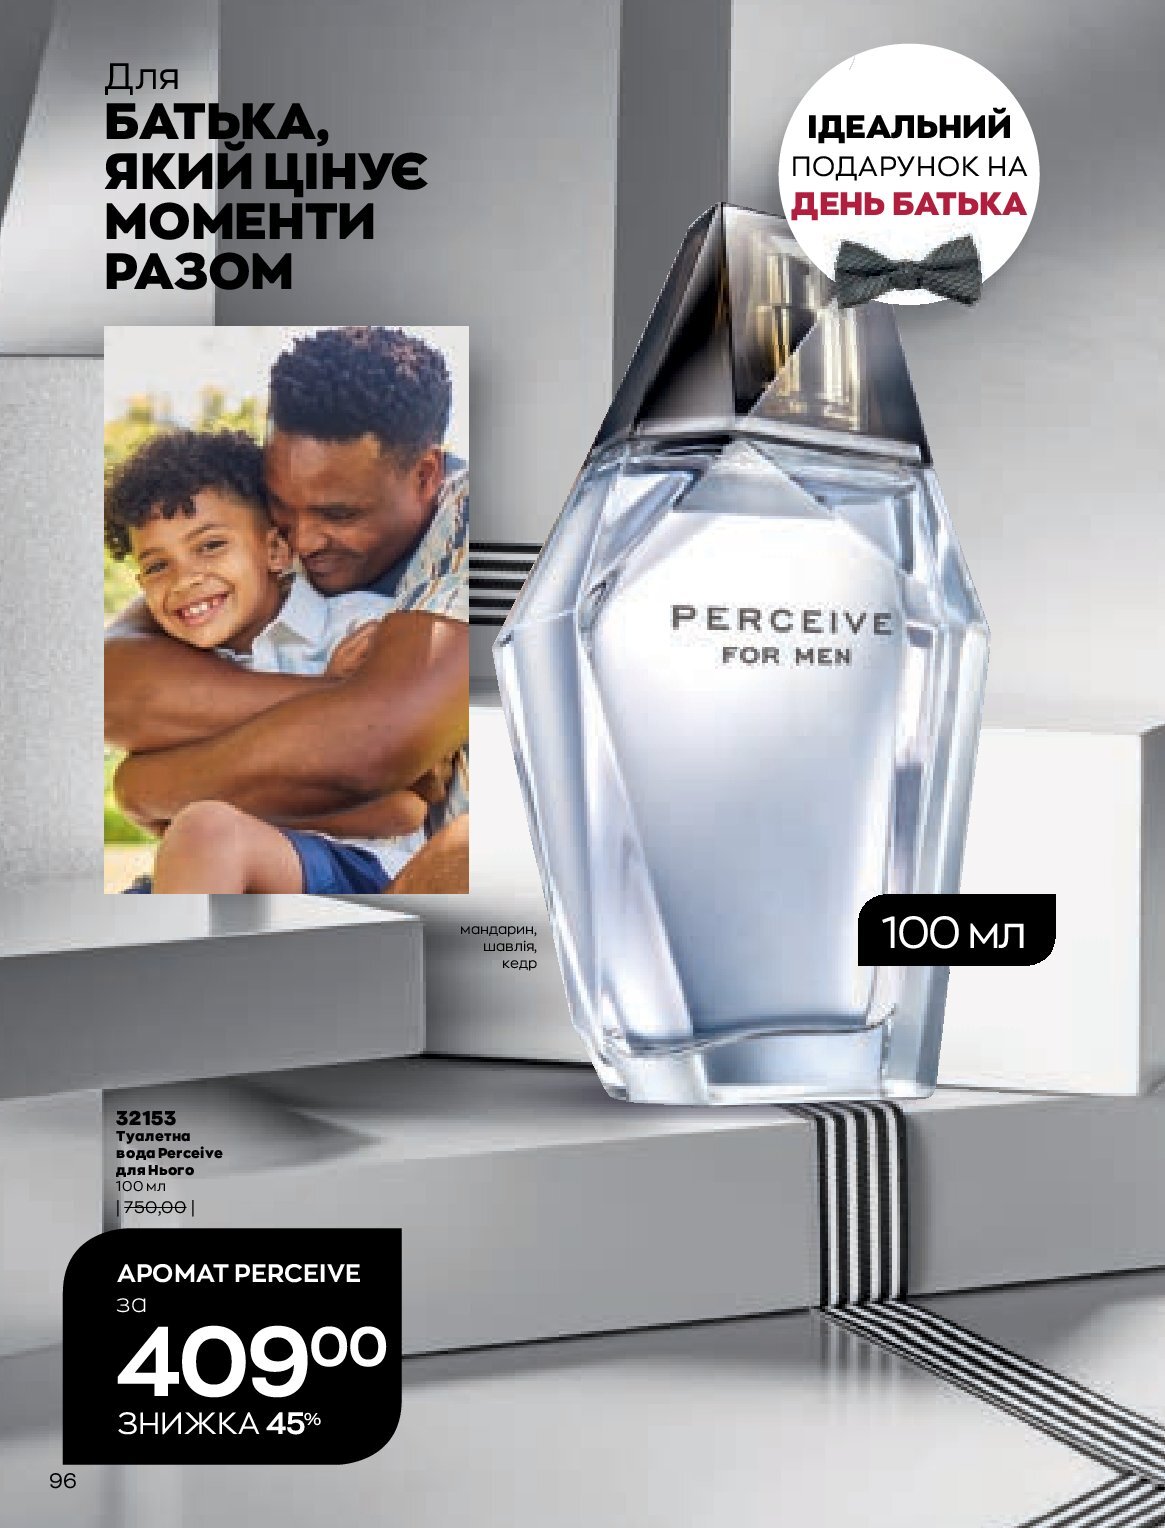 Для
БАТЬКА,
ЯКИЙ ЦІНУЄ
МОМЕНТИ
РАЗОМ
ІДЕАЛЬНИЙ
ПОДАРУНОК НА
ДЕНЬ БАТЬКА
PERCEIVE
FOR MEN
100 МЛ
мандарин,
шавлія,
кедр
32153
Туалетна
вода Perceive
для Нього
100 мл
| 750,00 |
АРОМАТ PERCEIVE
за
409⁰⁰
ЗНИЖКА 45%
96